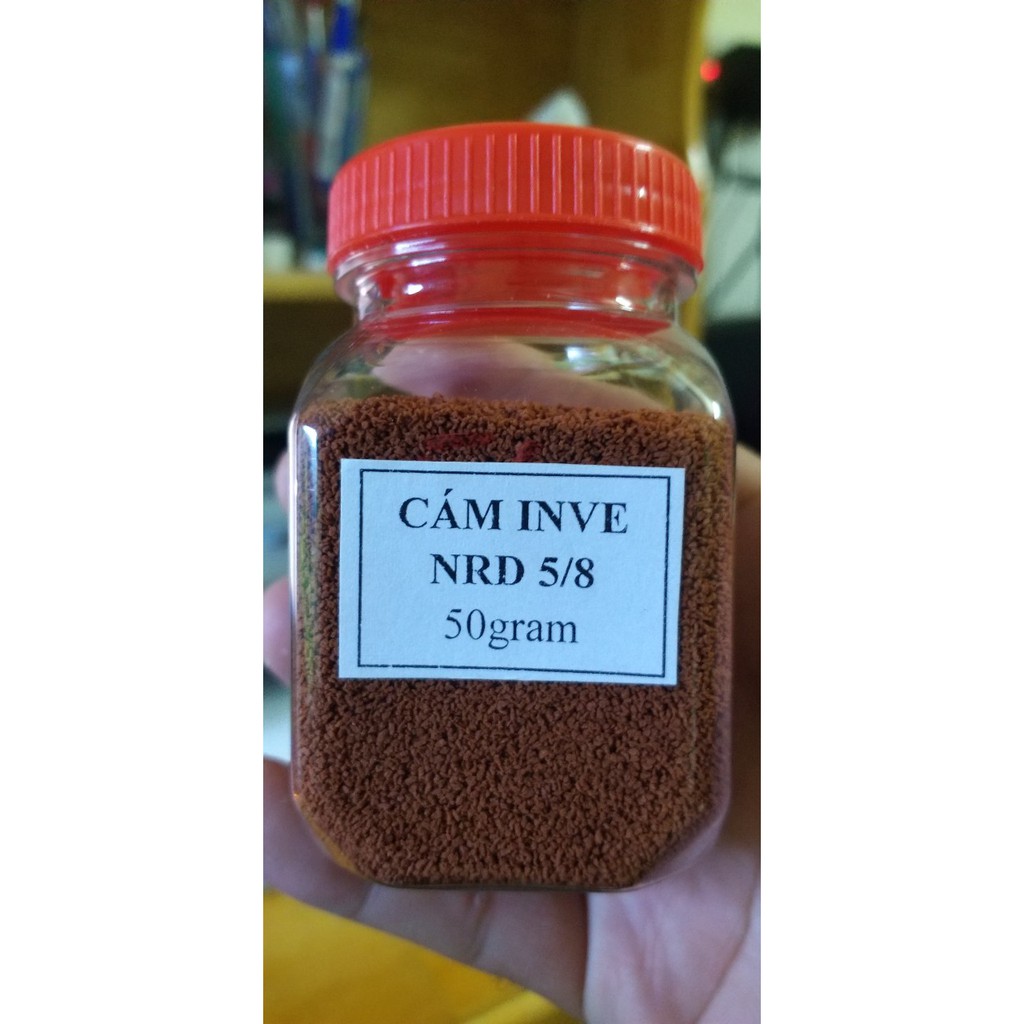 CÁM INVE
NRD 5/8
50gram